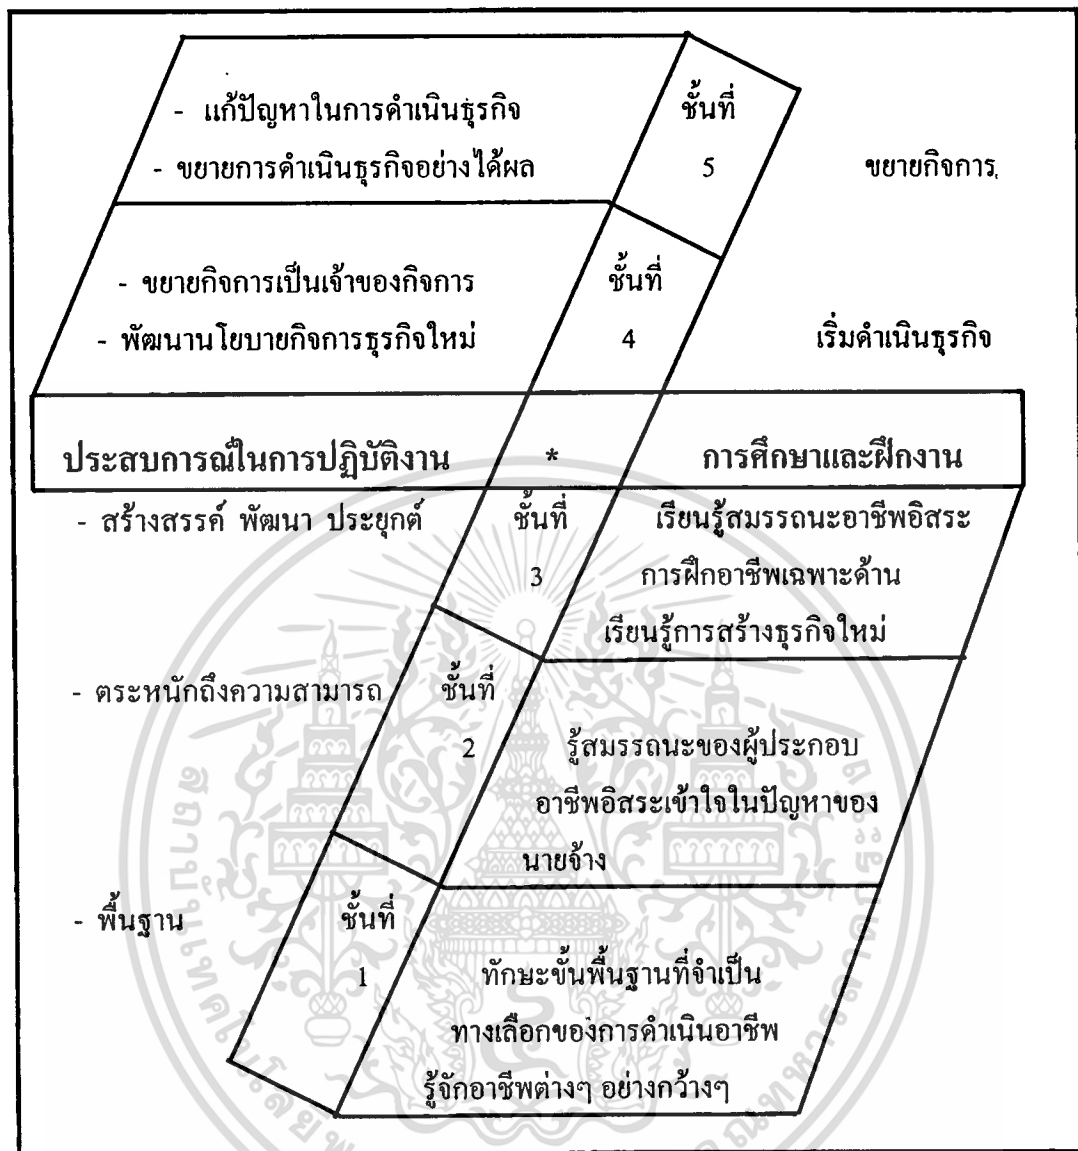 - แก้ปัญหาในการดำเนินธุรกิจ ชั้นที่
- ขยายการดำเนินธุรกิจอย่างได้ผล 5 ขยายกิจการ
- ขยายกิจการเป็นเจ้าของกิจการ ชั้นที่
- พัฒนานโยบายกิจการธุรกิจใหม่ 4 เริ่มดำเนินธุรกิจ
ประสบการณ์ในการปฏิบัติงาน * การศึกษาและฝึกงาน
- สร้างสรรค์ พัฒนา ประยุกต์ ชั้นที่ เรียนรู้สมรรถนะอาชีพอิสระ
3 การฝึกอาชีพเฉพาะด้าน
เรียนรู้การสร้างธุรกิจใหม่
- ตระหนักถึงความสามารถ ชั้นที่
2 รู้สมรรถนะของผู้ประกอบ
อาชีพอิสระเข้าใจในปัญหาของ
นายจ้าง
- พื้นฐาน ชั้นที่
1 ทักษะขั้นพื้นฐานที่จำเป็น
ทางเลือกของการดำเนินอาชีพ
รู้จักอาชีพต่างๆ อย่างกว้างๆ